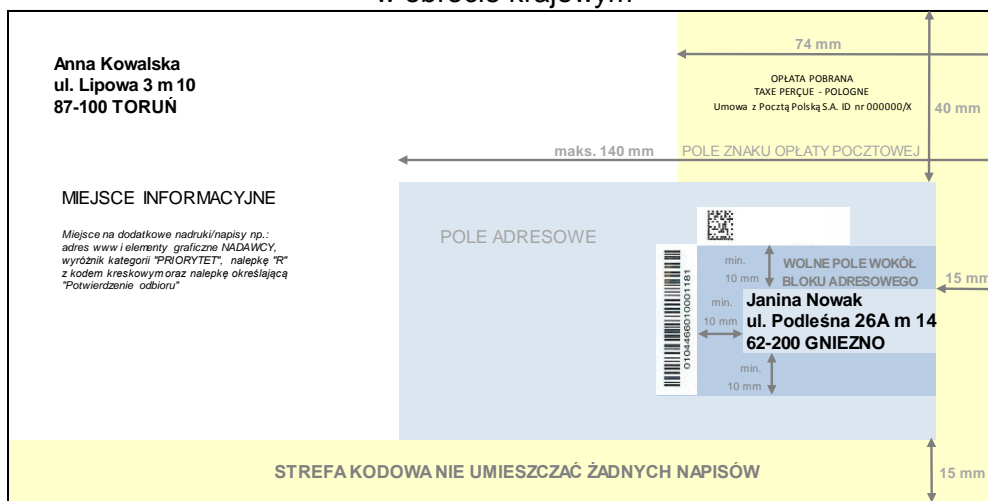 w obrocie krajowym
Anna Kowalska
ul. Lipowa 3 m 10
87-100 TORUŃ
74 mm
OPŁATA POBRANA
TAXE PERÇUE - POLOGNE
Umowa z Pocztą Polską S.A. ID nr 000000/X
40 mm
maks. 140 mm
POLE ZNAKU OPŁATY POCZTOWEJ
MIEJSCE INFORMACYJNE
Miejsce na dodatkowe nadruki/napisy np.:
adres www i elementy graficzne NADAWCY,
wyróżnik kategorii "PRIORYTET", nalepkę "R"
z kodem kreskowym oraz nalepkę określającą
"Potwierdzenie odbioru"
POLE ADRESOWE
0104466010001181
min.
10 mm
WOLNE POLE WOKÓŁ
BLOKU ADRESOWEGO
15 mm
min.
10 mm
Janina Nowak
ul. Podleśna 26A m 14
62-200 GNIEZNO
min.
10 mm
STREFA KODOWA NIE UMIESZCZAĆ ŻADNYCH NAPISÓW
15 mm